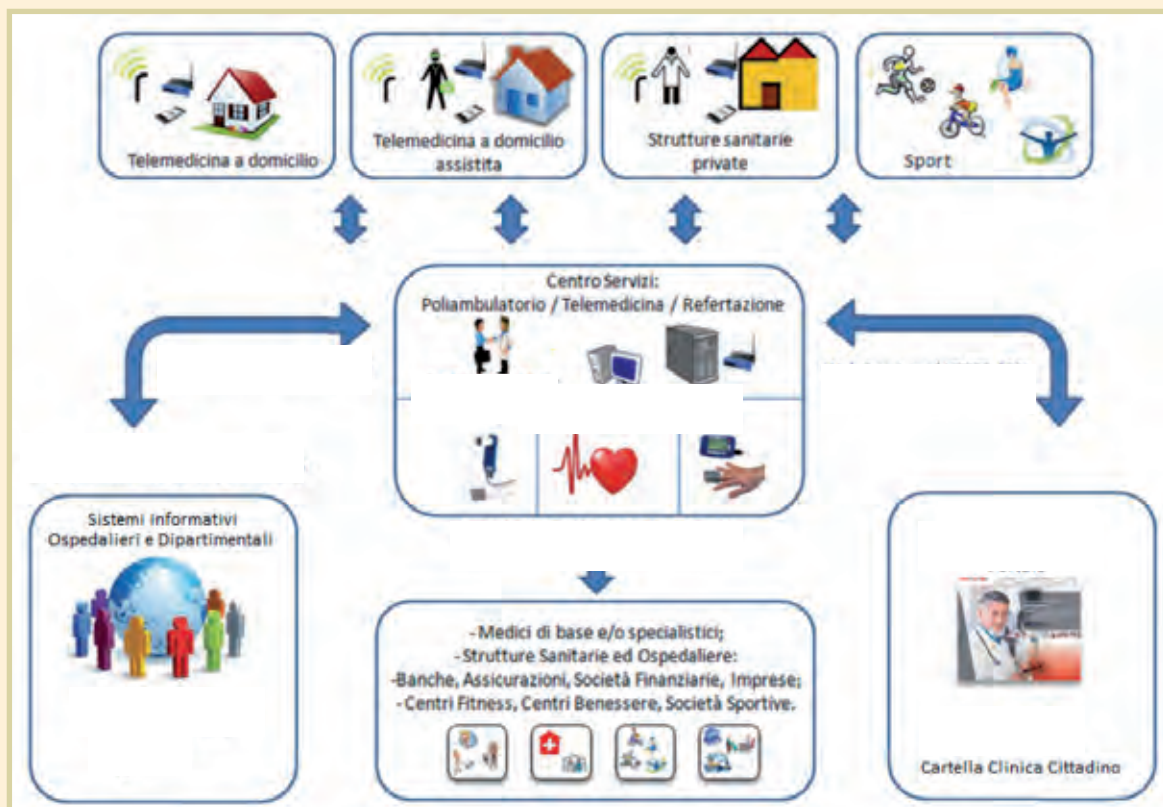 Telemedicina a domicilio
Telemedicina a domicilio
assistita
Strutture sanitarie
private
Sport
Centro Servizi:
Poliambulatorio / Telemedicina / Refertazione
Sistemi Informativi
Ospedalieri e Dipartimentali
-Medici di base e/o specialistici;
-Strutture Sanitarie ed Ospedaliere:
-Banche, Assicurazioni, Società Finanziarie, Imprese;
-Centri Fitness, Centri Benessere, Società Sportive.
Cartella Clinica Cittadino